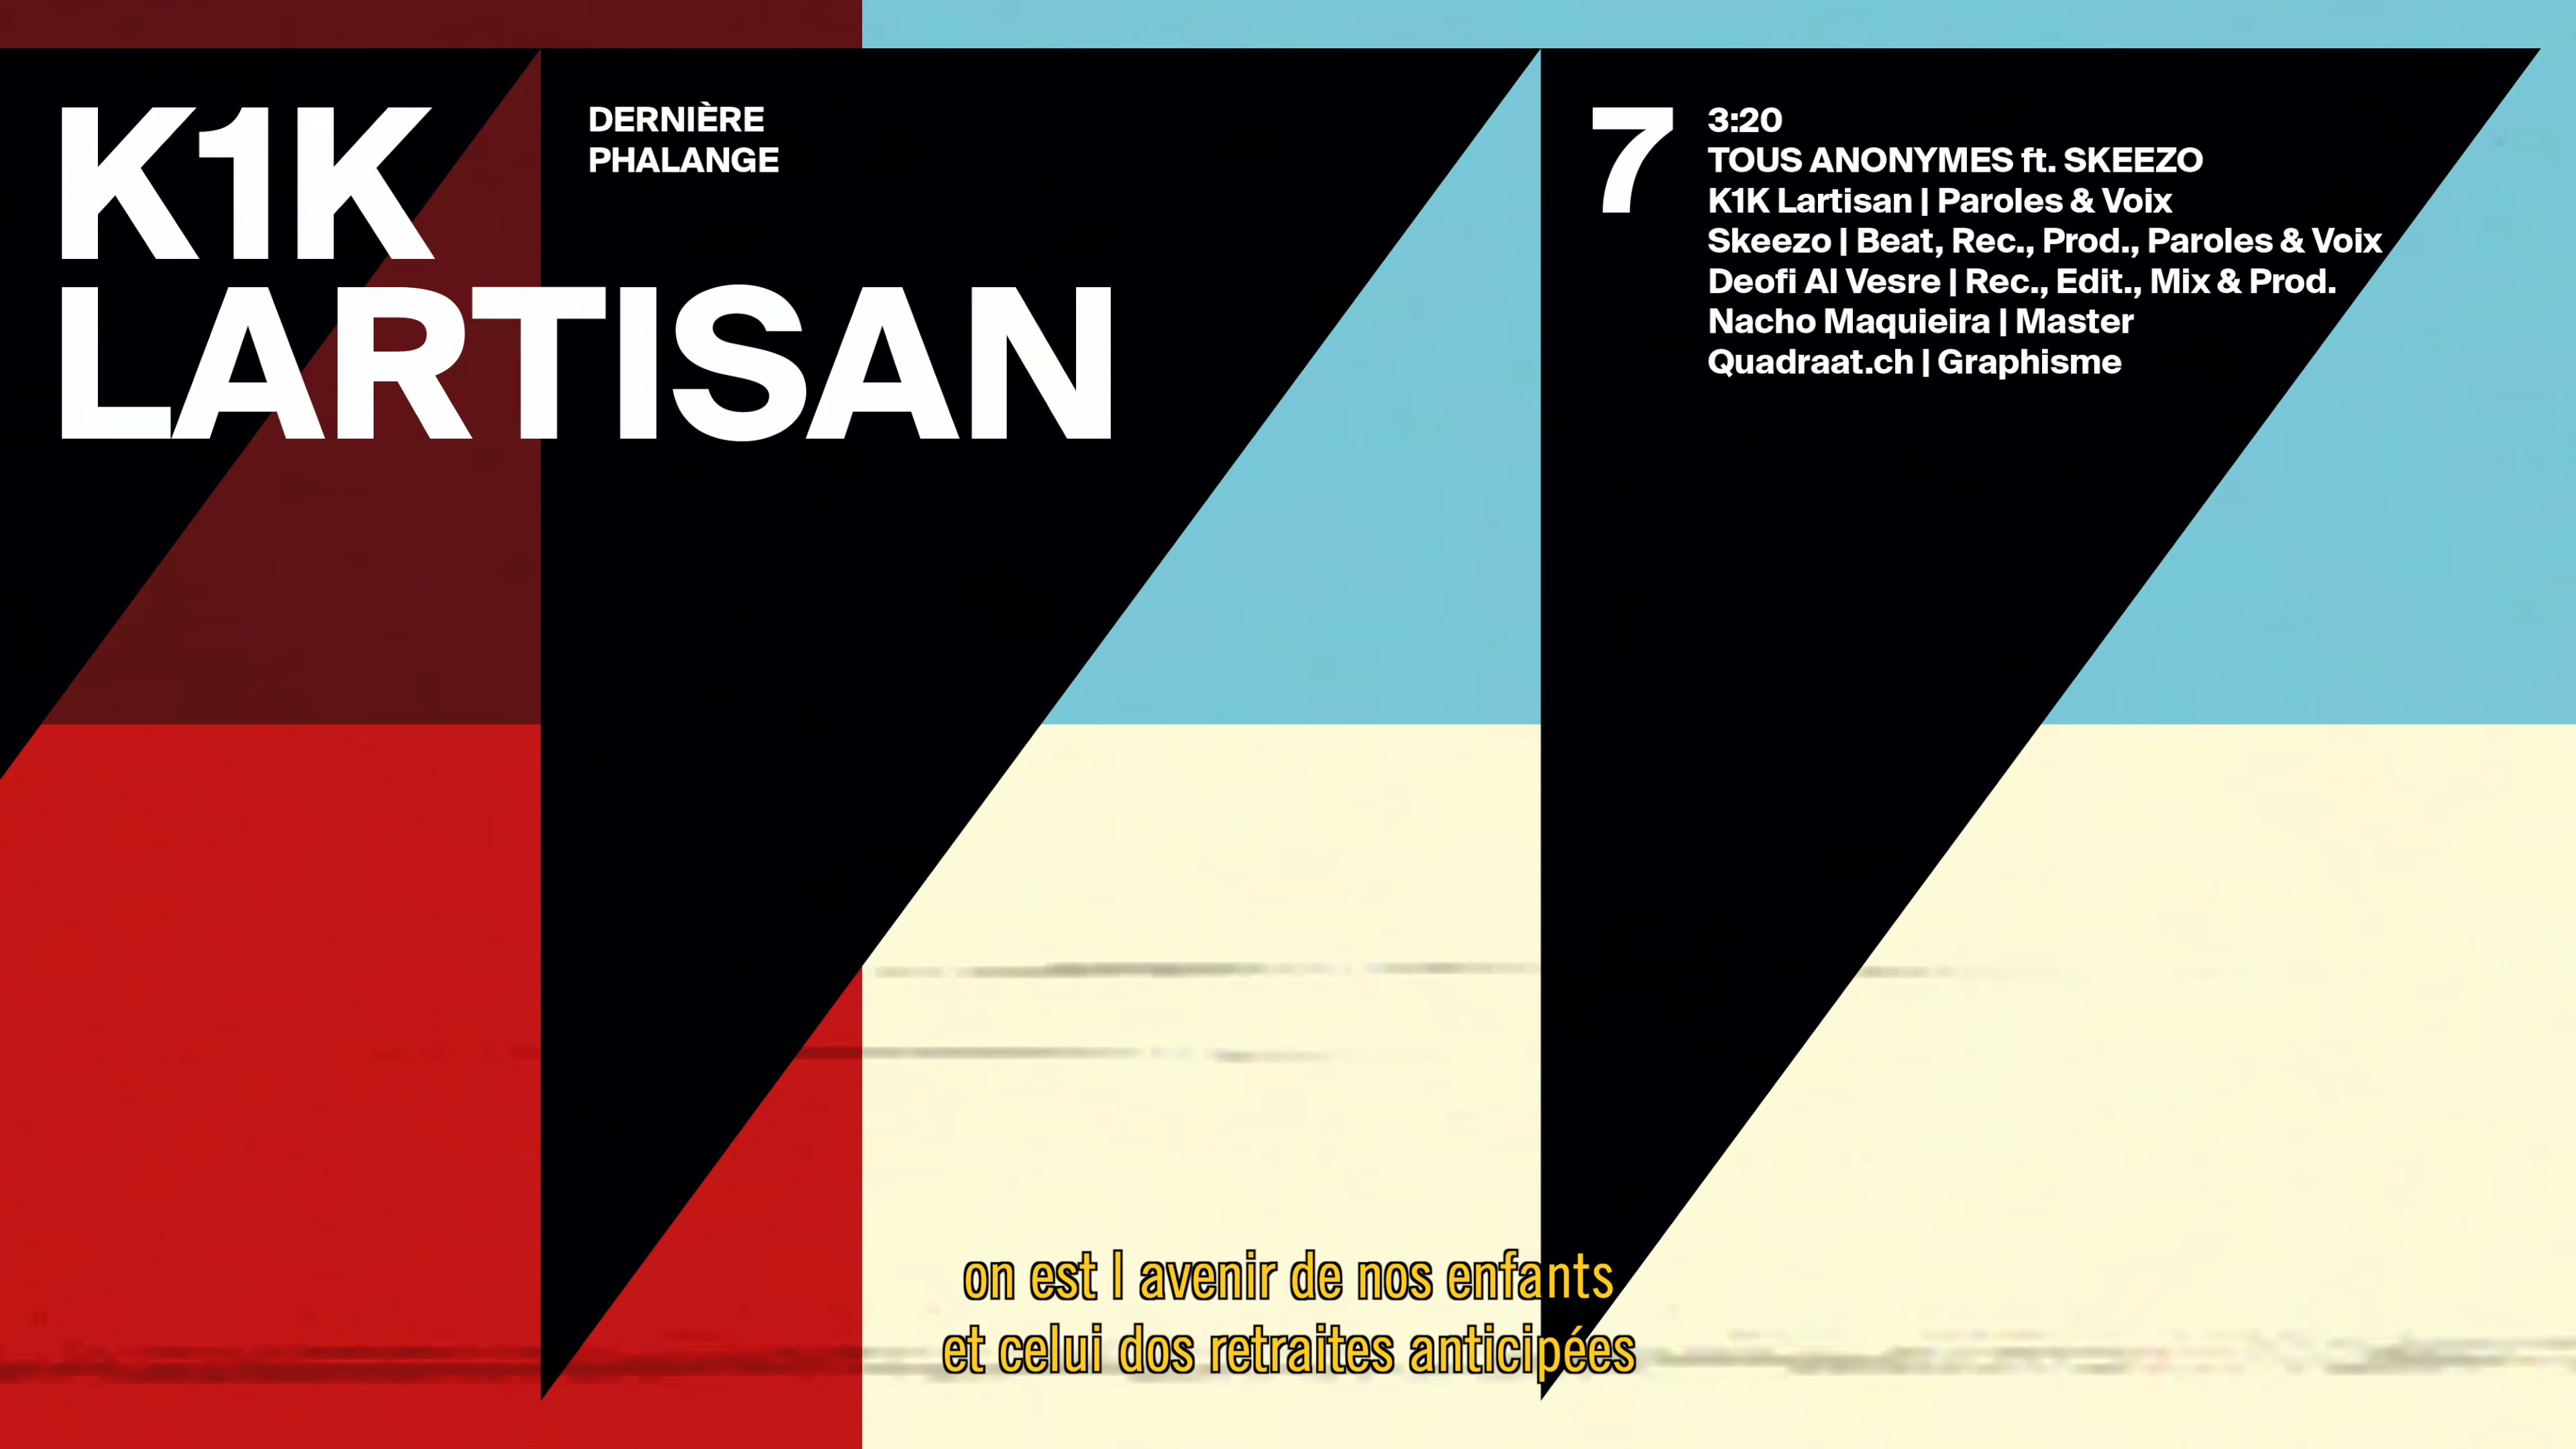 K1K
LARTISAN
DERNIÈRE
PHALANGE
7
3:20
TOUS ANONYMES ft. SKEEZO
K1K Lartisan | Paroles & Voix
Skeezo | Beat, Rec., Prod., Paroles & Voix
Deofi Al Vesre | Rec., Edit., Mix & Prod.
Nacho Maquieira | Master
Quadraat.ch | Graphisme
on est l avenir de nos enfants
et celui dos retraites anticipées